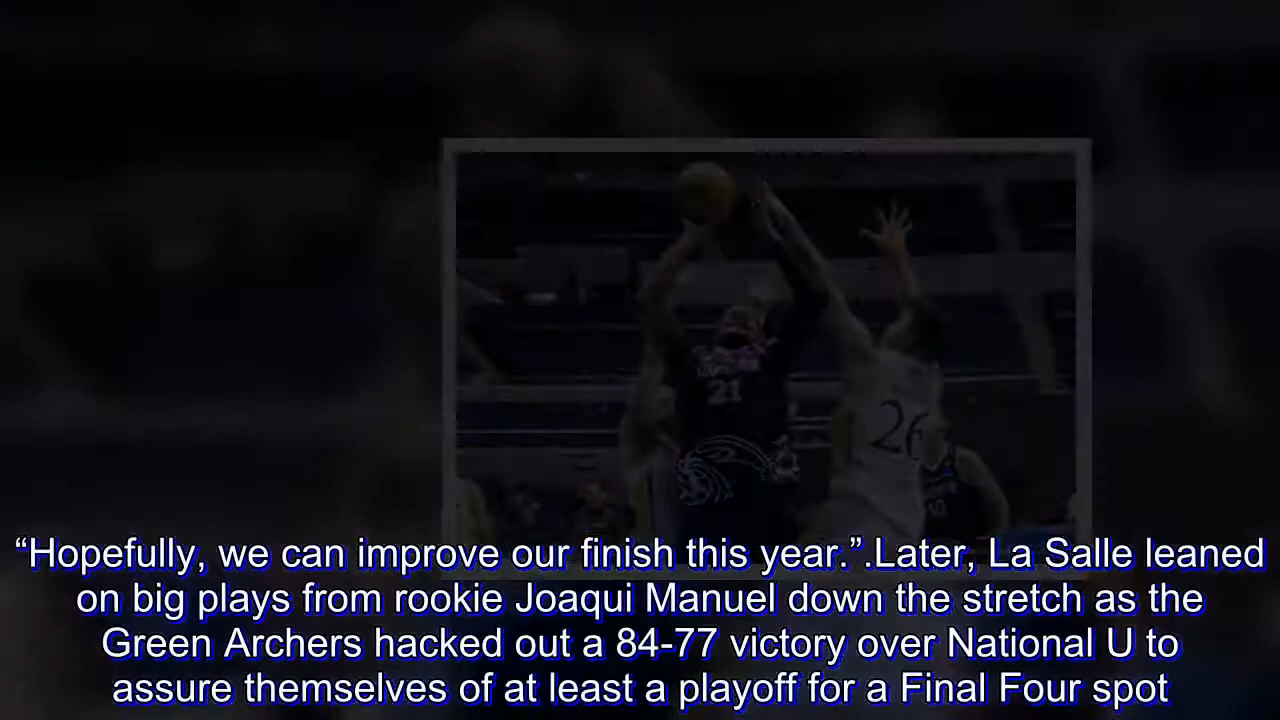 21
26
“Hopefully, we can improve our finish this year.”.Later, La Salle leaned
on big plays from rookie Joaqui Manuel down the stretch as the
Green Archers hacked out a 84-77 victory over National U to
assure themselves of at least a playoff for a Final Four spot